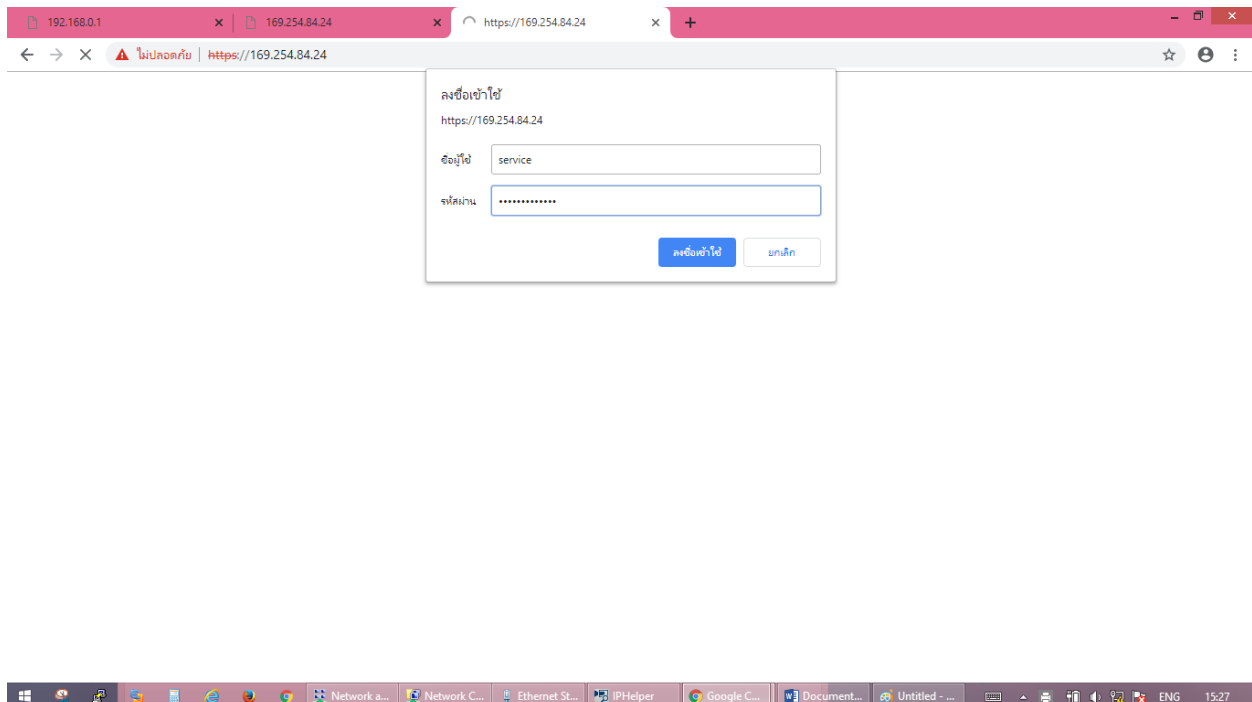 192.168.0.1
169.254.84.24
https://169.254.84.24
ไม่ปลอดภัย | https://169.254.84.24
ลงชื่อเข้าใช้
https://169.254.84.24
ชื่อผู้ใช้ service
รหัสผ่าน •••••••••••••
ลงชื่อเข้าใช้ ยกเลิก
Network a... Network C... Ethernet St... IPHelper Google C... Document... Untitled - ... ENG 15:27